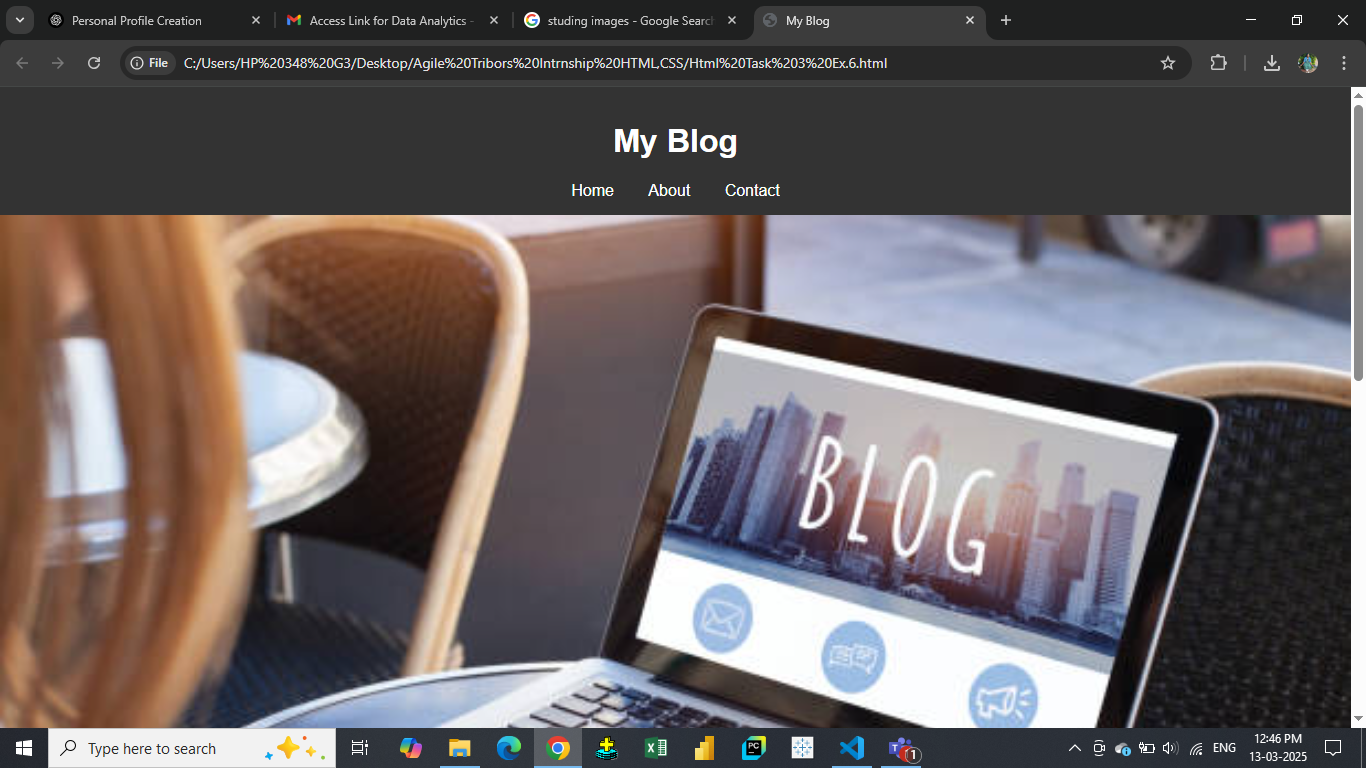 Personal Profile Creation
Access Link for Data Analytics -
studing images - Google Search
My Blog
File
C:/Users/HP%20348%20G3/Desktop/Agile%20Tribors%20Intrnship%20HTML,CSS/Html%20Task%203%20Ex.6.html
My Blog
Home About Contact
BLOG
Type here to search
PC
1
ENG
12:46 PM
13-03-2025